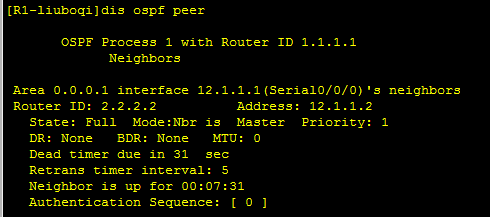 [R1-liuboqi]dis ospf peer
OSPF Process 1 with Router ID 1.1.1.1
Neighbors
Area 0.0.0.1 interface 12.1.1.1(Serial0/0/0)'s neighbors
Router ID: 2.2.2.2 Address: 12.1.1.2
State: Full Mode:Nbr is Master Priority: 1
DR: None BDR: None MTU: 0
Dead timer due in 31 sec
Retrans timer interval: 5
Neighbor is up for 00:07:31
Authentication Sequence: [ 0 ]